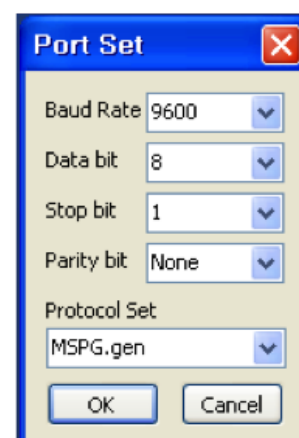 Port Set
Baud Rate 9600
Data bit 8
Stop bit 1
Parity bit None
Protocol Set
MSPG.gen
OK Cancel